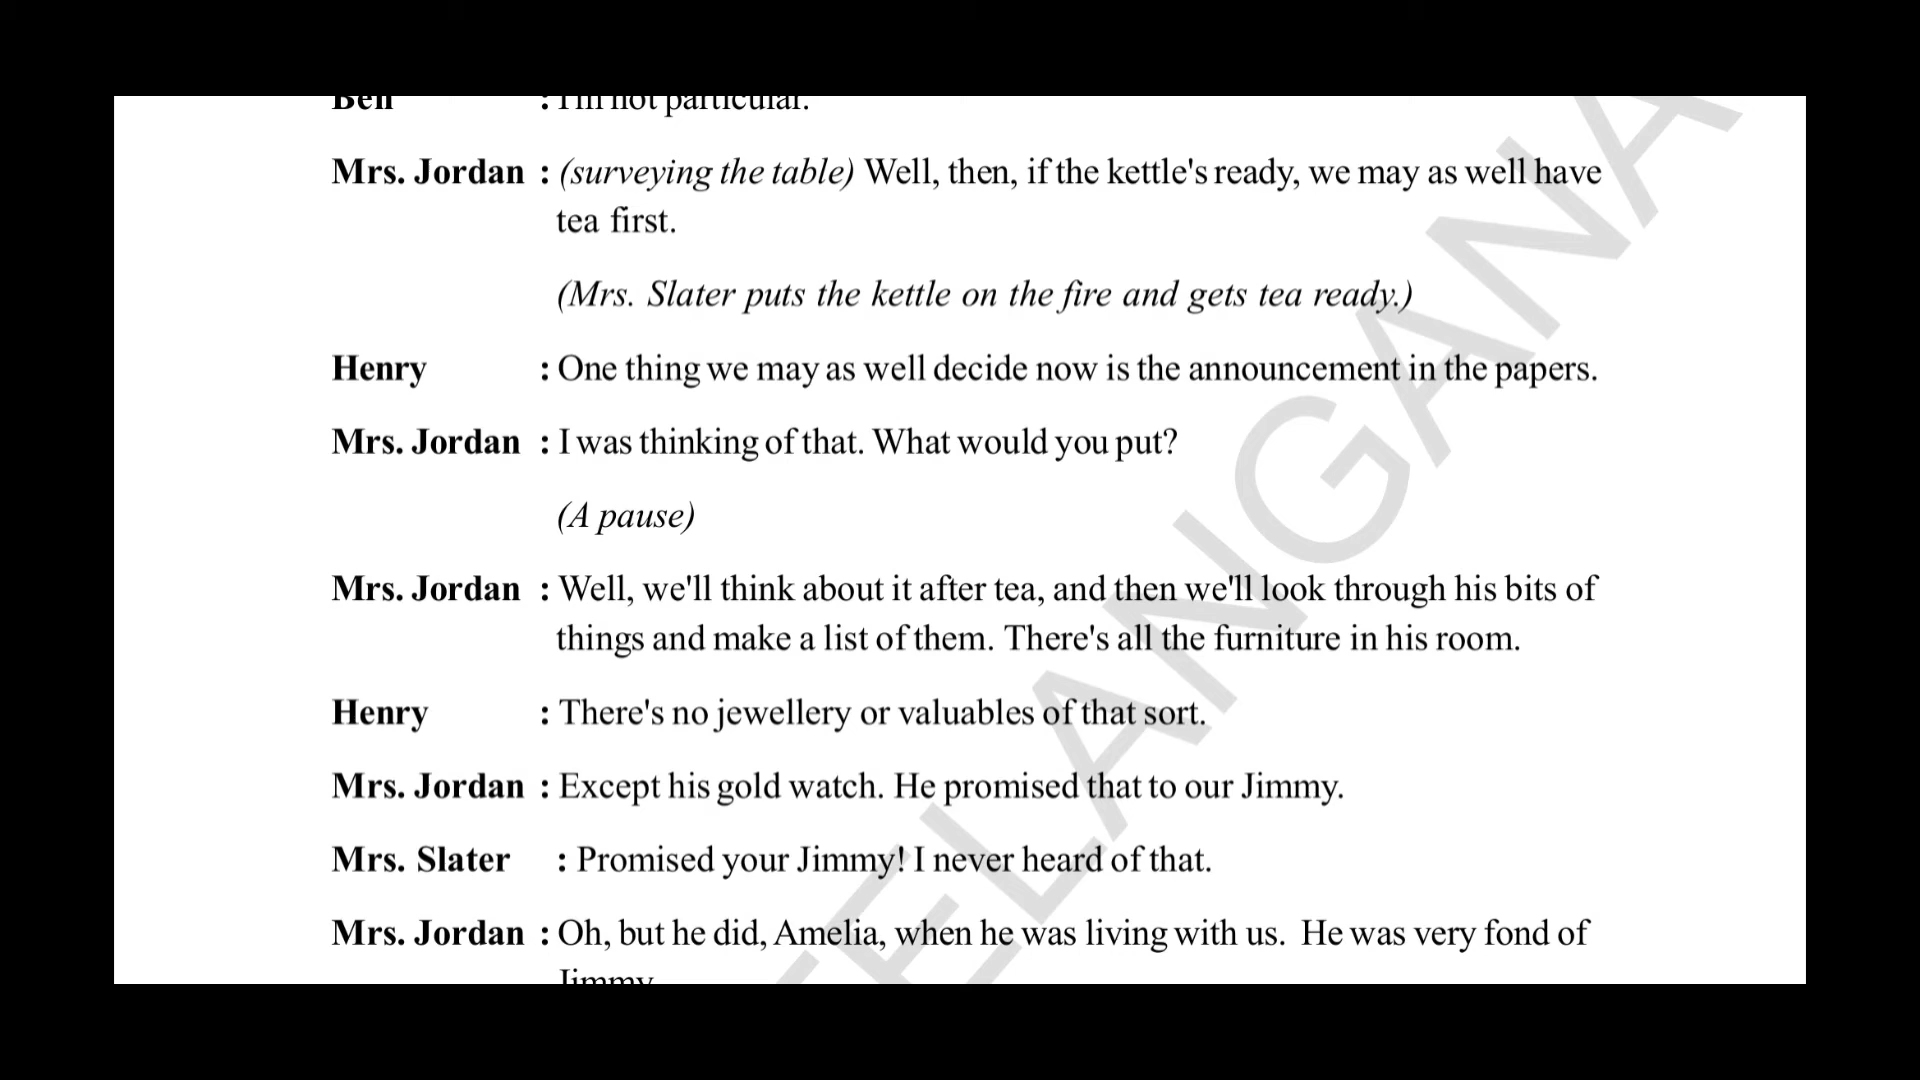 Ben : I'm not particular.
Mrs. Jordan : (surveying the table) Well, then, if the kettle's ready, we may as well have
tea first.
(Mrs. Slater puts the kettle on the fire and gets tea ready.)
Henry : One thing we may as well decide now is the announcement in the papers.
Mrs. Jordan : I was thinking of that. What would you put?
(A pause)
Mrs. Jordan : Well, we'll think about it after tea, and then we'll look through his bits of
things and make a list of them. There's all the furniture in his room.
Henry : There's no jewellery or valuables of that sort.
Mrs. Jordan : Except his gold watch. He promised that to our Jimmy.
Mrs. Slater : Promised your Jimmy! I never heard of that.
Mrs. Jordan : Oh, but he did, Amelia, when he was living with us. He was very fond of
Jimmy.
TELANGANA